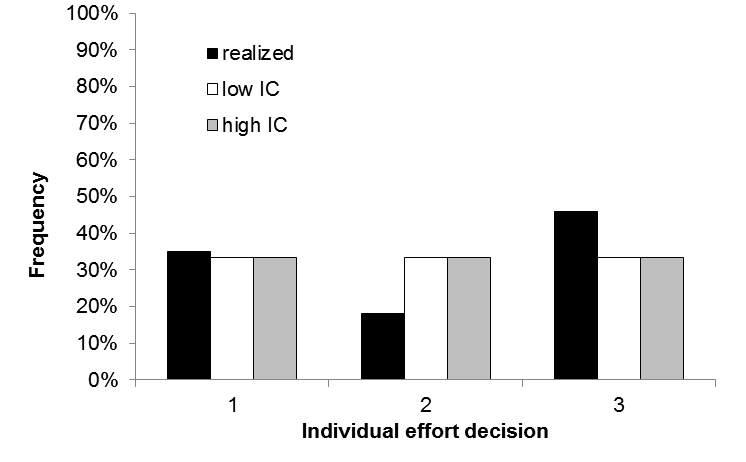 100%
90%
80%
70%
60%
50%
40%
30%
20%
10%
0%
Frequency
realized
low IC
high IC
1 2 3
Individual effort decision